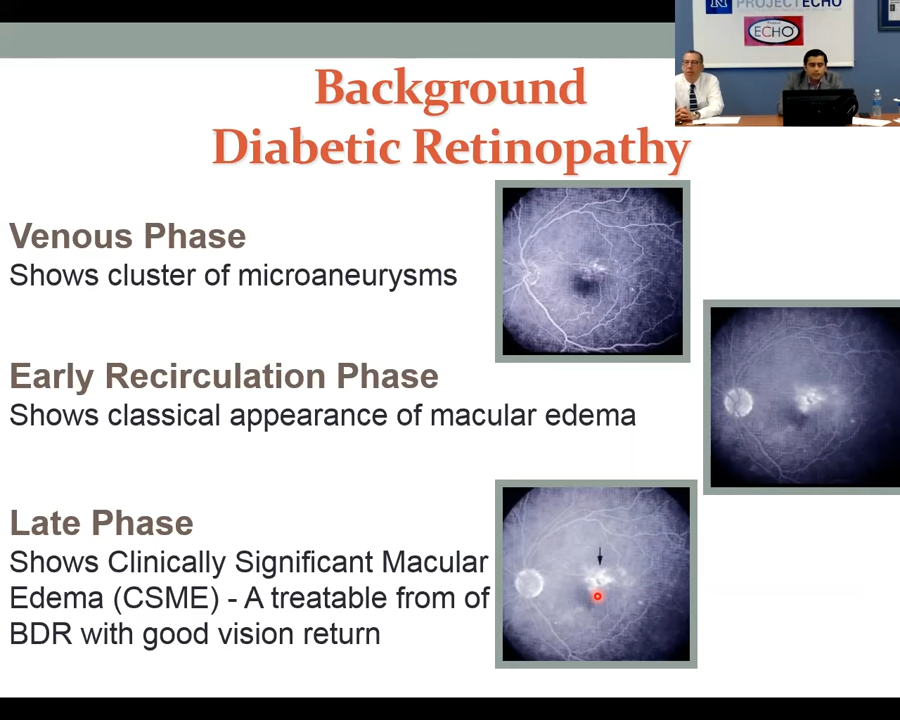 PROJECT ECHO
ECHO
Background
Diabetic Retinopathy
Venous Phase
Shows cluster of microaneurysms
Early Recirculation Phase
Shows classical appearance of macular edema
Late Phase
Shows Clinically Significant Macular
Edema (CSME) - A treatable from of
BDR with good vision return